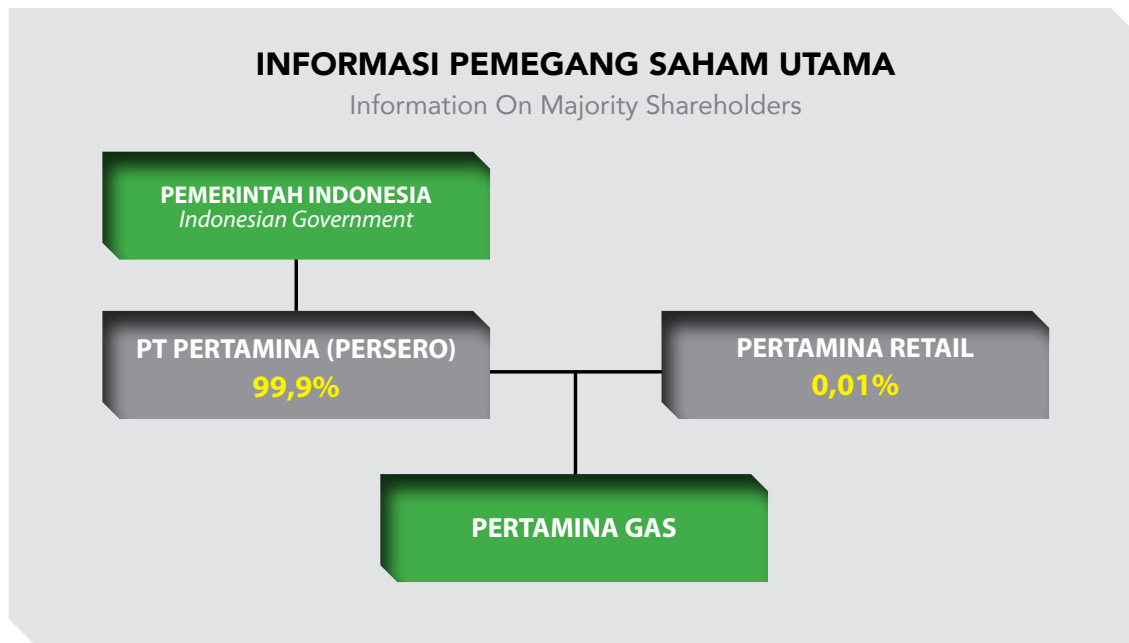 INFORMASI PEMEGANG SAHAM UTAMA
Information On Majority Shareholders
PEMERINTAH INDONESIA
Indonesian Government
PT PERTAMINA (PERSERO)
99,9%
PERTAMINA RETAIL
0,01%
PERTAMINA GAS